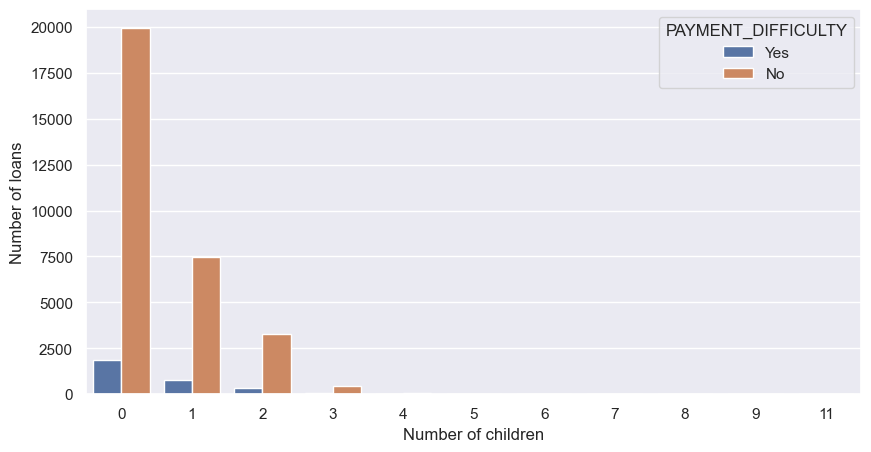 PAYMENT_DIFFICULTY
Yes
No
20000
17500
15000
12500
10000
7500
5000
2500
0
Number of loans
0 1 2 3 4 5 6 7 8 9 11
Number of children